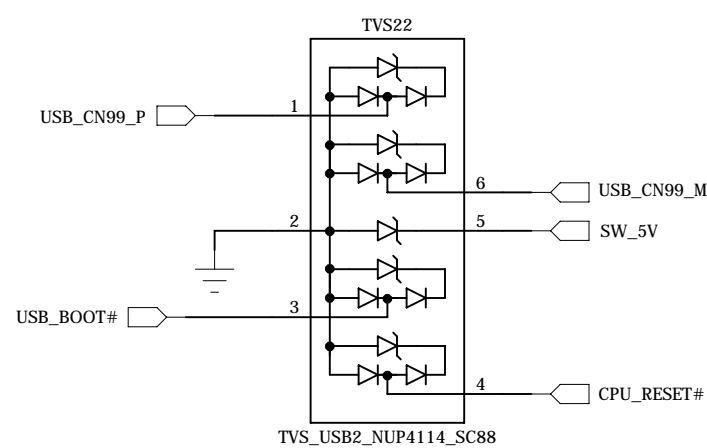 TVS22
1
USB_CN99_P
6
USB_CN99_M
2
5
SW_5V
3
USB_BOOT#
4
CPU_RESET#
TVS_USB2_NUP4114_SC88